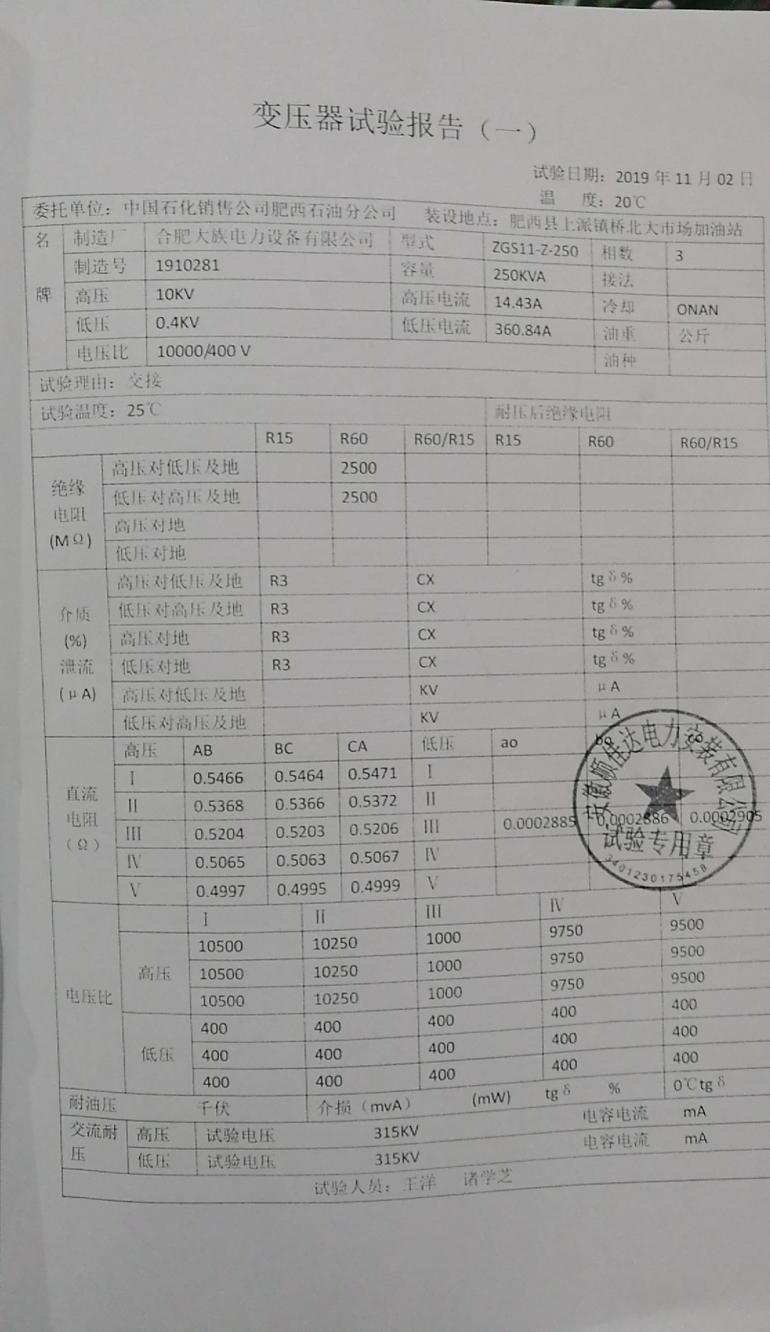 变压器试验报告（一）
试验日期：2019 年 11 月 02 日
温 度：20℃
委托单位：中国石化销售公司肥西石油分公司 装设地点：肥西县上派镇桥北大市场加油站
名牌 制造厂 合肥大族电力设备有限公司 型式 ZGS11-Z-250 相数 3
制造号 1910281 容量 250KVA 接法
高压 10KV 高压电流 14.43A 冷却 ONAN
低压 0.4KV 低压电流 360.84A 油重 公斤
电压比 10000/400 V 油种
试验理由：交接
试验温度：25℃ 耐压后绝缘电阻
R15 R60 R60/R15 R15 R60 R60/R15
绝缘电阻(MΩ) 高压对低压及地 2500
低压对高压及地 2500
高压对地
低压对地
介质(%)泄流(μA) 高压对低压及地 R3 CX tgδ%
低压对高压及地 R3 CX tgδ%
高压对地 R3 CX tgδ%
低压对地 R3 CX tgδ%
高压对低压及地 KV μA
低压对高压及地 KV μA
直流电阻（Ω） 高压 AB BC CA 低压 ao bo co
Ⅰ 0.5466 0.5464 0.5471 Ⅰ
Ⅱ 0.5368 0.5366 0.5372 Ⅱ
Ⅲ 0.5204 0.5203 0.5206 Ⅲ 0.0002885 0.0002886 0.0002905
Ⅳ 0.5065 0.5063 0.5067 Ⅳ
Ⅴ 0.4997 0.4995 0.4999 Ⅴ
安徽顺佳达电力安装有限公司
试验专用章
3401230175458
电压比 Ⅰ Ⅱ Ⅲ Ⅳ Ⅴ
高压 10500 10250 1000 9750 9500
10500 10250 1000 9750 9500
10500 10250 1000 9750 9500
低压 400 400 400 400 400
400 400 400 400 400
400 400 400 400 400
耐油压 千伏 介损（mvA） (mW) tgδ % 0℃tgδ
交流耐压 高压 试验电压 315KV 电容电流 mA
低压 试验电压 315KV 电容电流 mA
试验人员：王洋 诸学芝